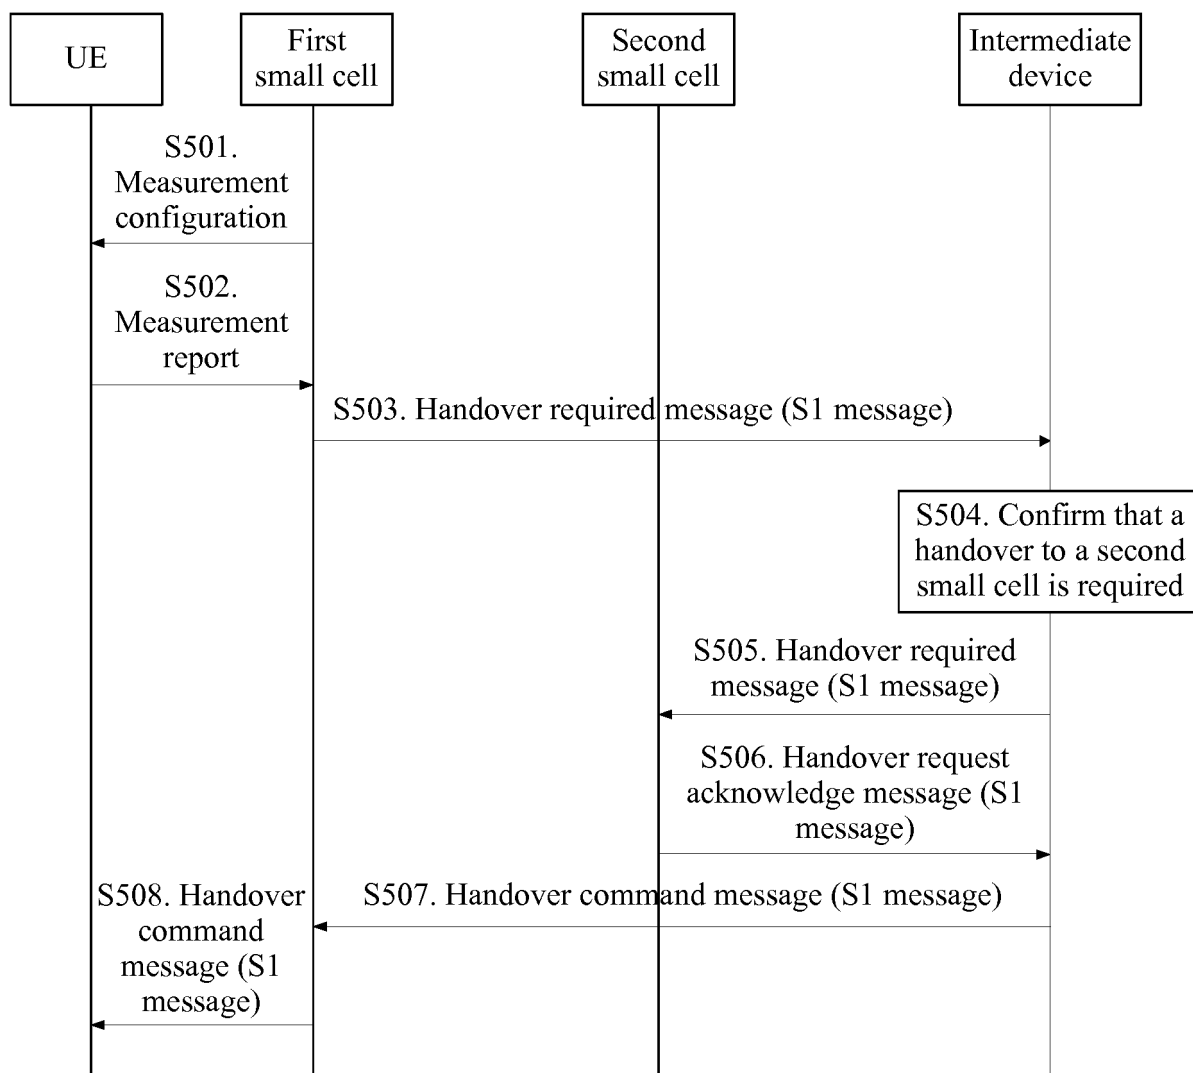 UE
First
small cell
Second
small cell
Intermediate
device
S501.
Measurement
configuration
S502.
Measurement
report
S503. Handover required message (S1 message)
S504. Confirm that a
handover to a second
small cell is required
S505. Handover required
message (S1 message)
S506. Handover request
acknowledge message (S1
message)
S507. Handover command message (S1 message)
S508. Handover
command
message (S1
message)